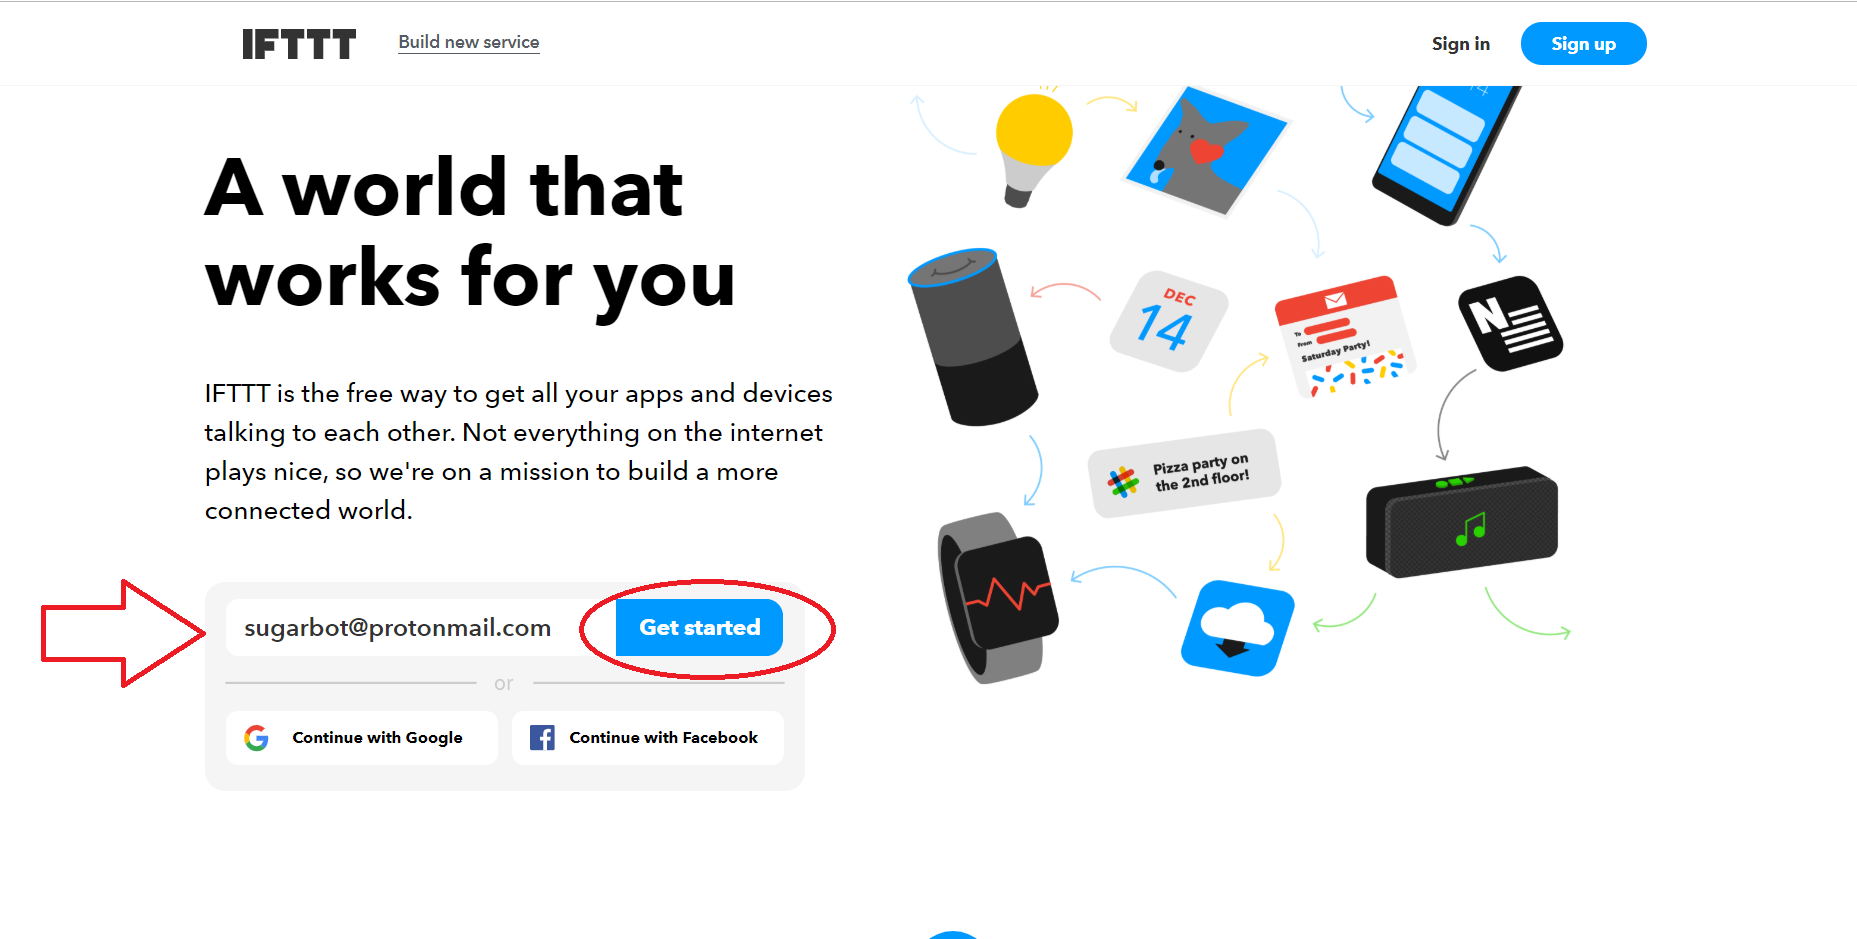 IFTTT
Build new service
Sign in
Sign up
A world that
works for you
IFTTT is the free way to get all your apps and devices
talking to each other. Not everything on the internet
plays nice, so we're on a mission to build a more
connected world.
sugarbot@protonmail.com
Get started
or
Continue with Google
Continue with Facebook
14
DEC
14
To
From
Saturday Party!
N
Pizza party on
the 2nd floor!